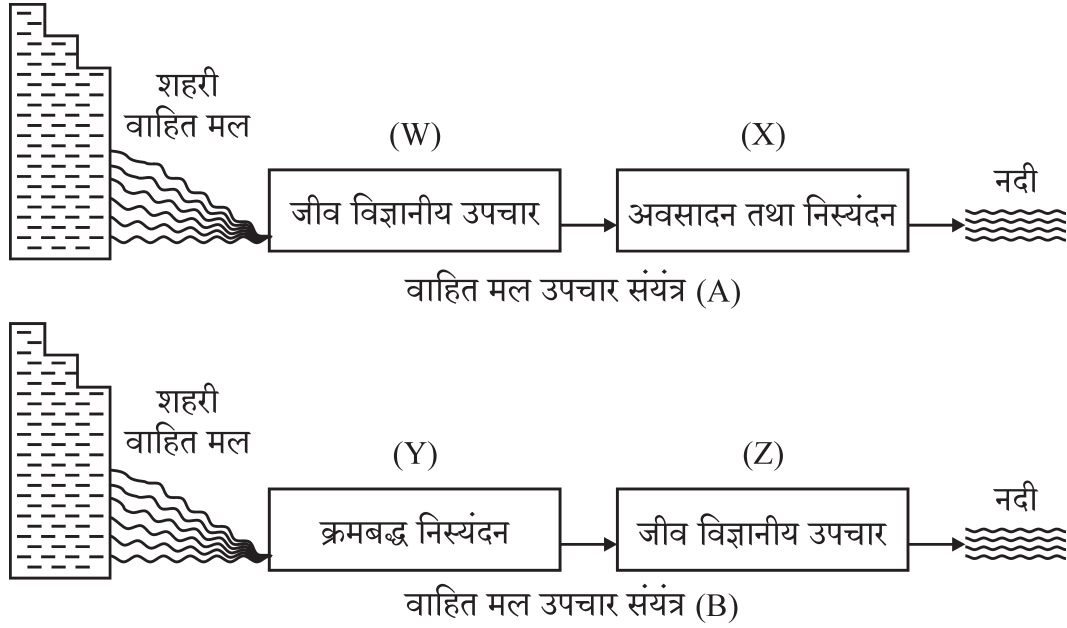 शहरी
वाहित मल
(W)
(X)
जीव विज्ञानीय उपचार
अवसादन तथा निस्यंदन
नदी
वाहित मल उपचार संयंत्र (A)
शहरी
वाहित मल
(Y)
(Z)
क्रमबद्ध निस्यंदन
जीव विज्ञानीय उपचार
नदी
वाहित मल उपचार संयंत्र (B)